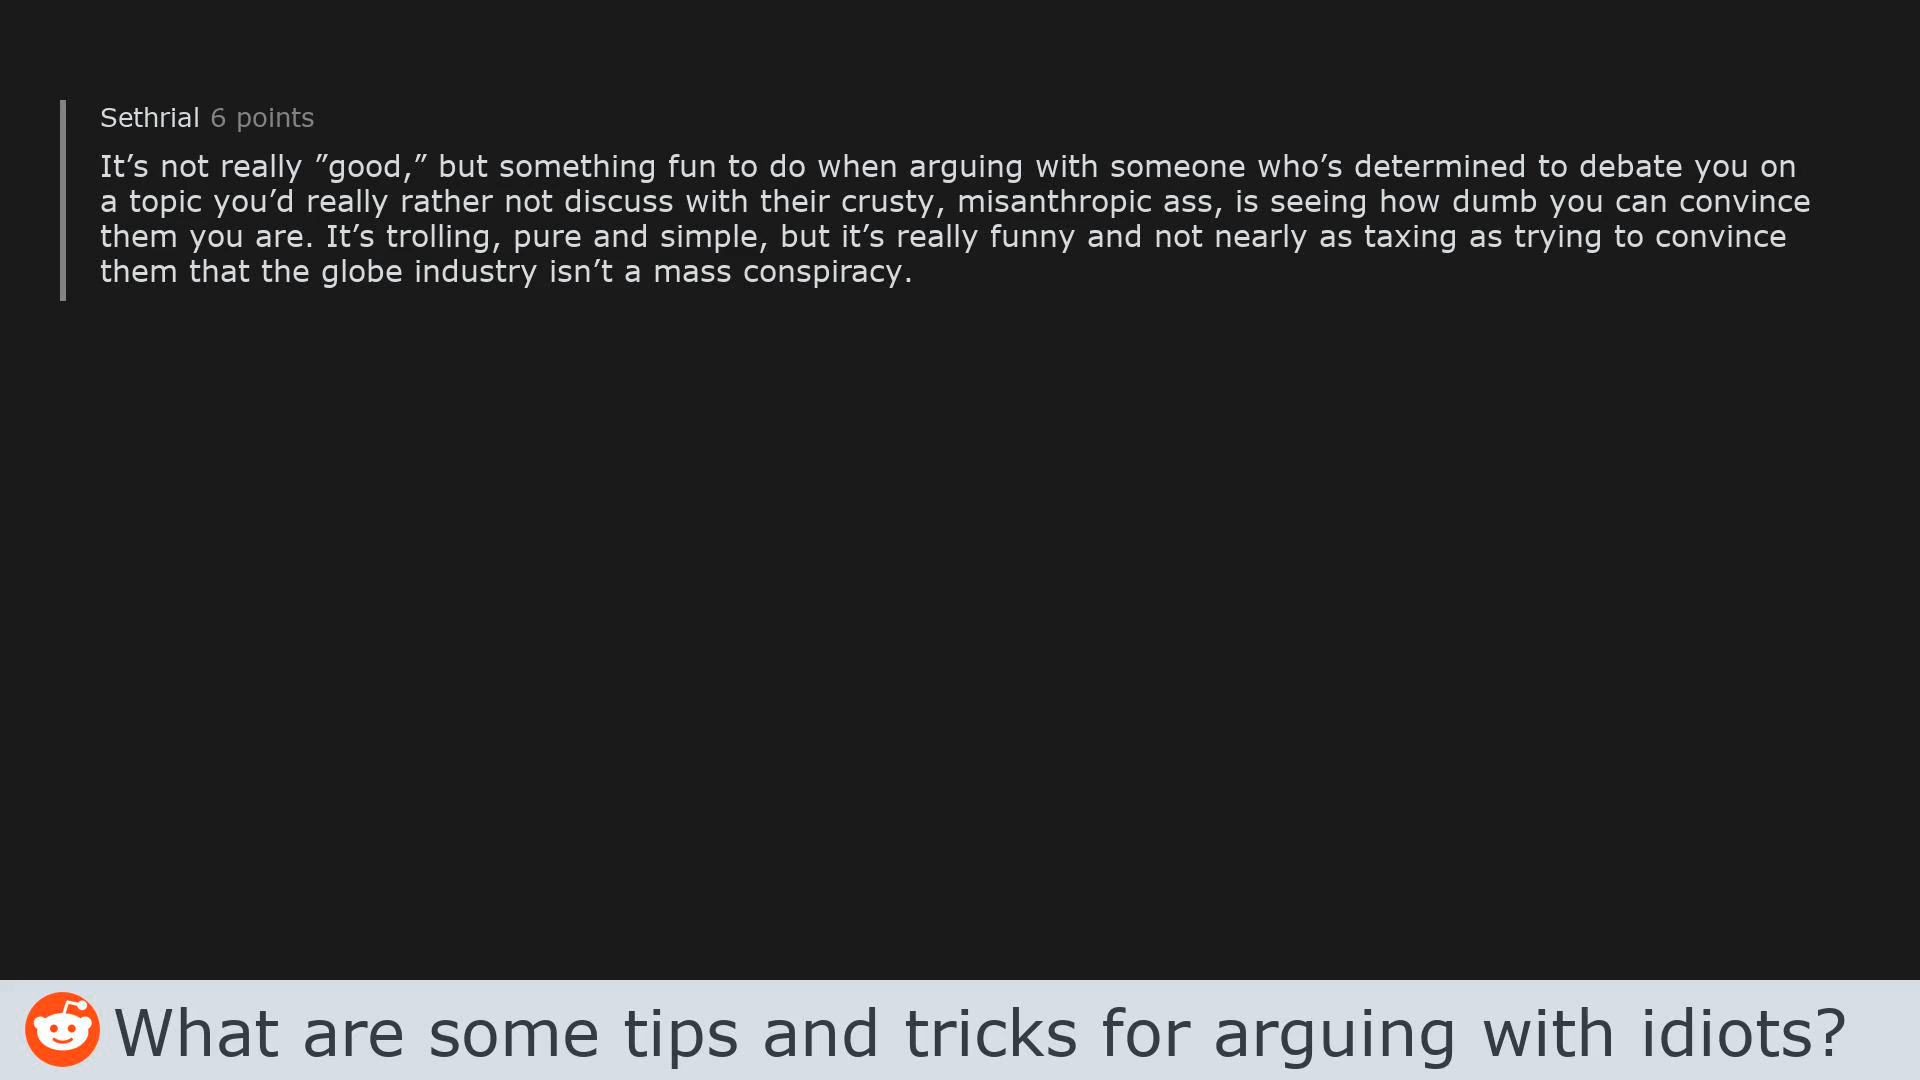 Sethrial 6 points
It’s not really ”good,” but something fun to do when arguing with someone who’s determined to debate you on
a topic you’d really rather not discuss with their crusty, misanthropic ass, is seeing how dumb you can convince
them you are. It’s trolling, pure and simple, but it’s really funny and not nearly as taxing as trying to convince
them that the globe industry isn’t a mass conspiracy.
What are some tips and tricks for arguing with idiots?